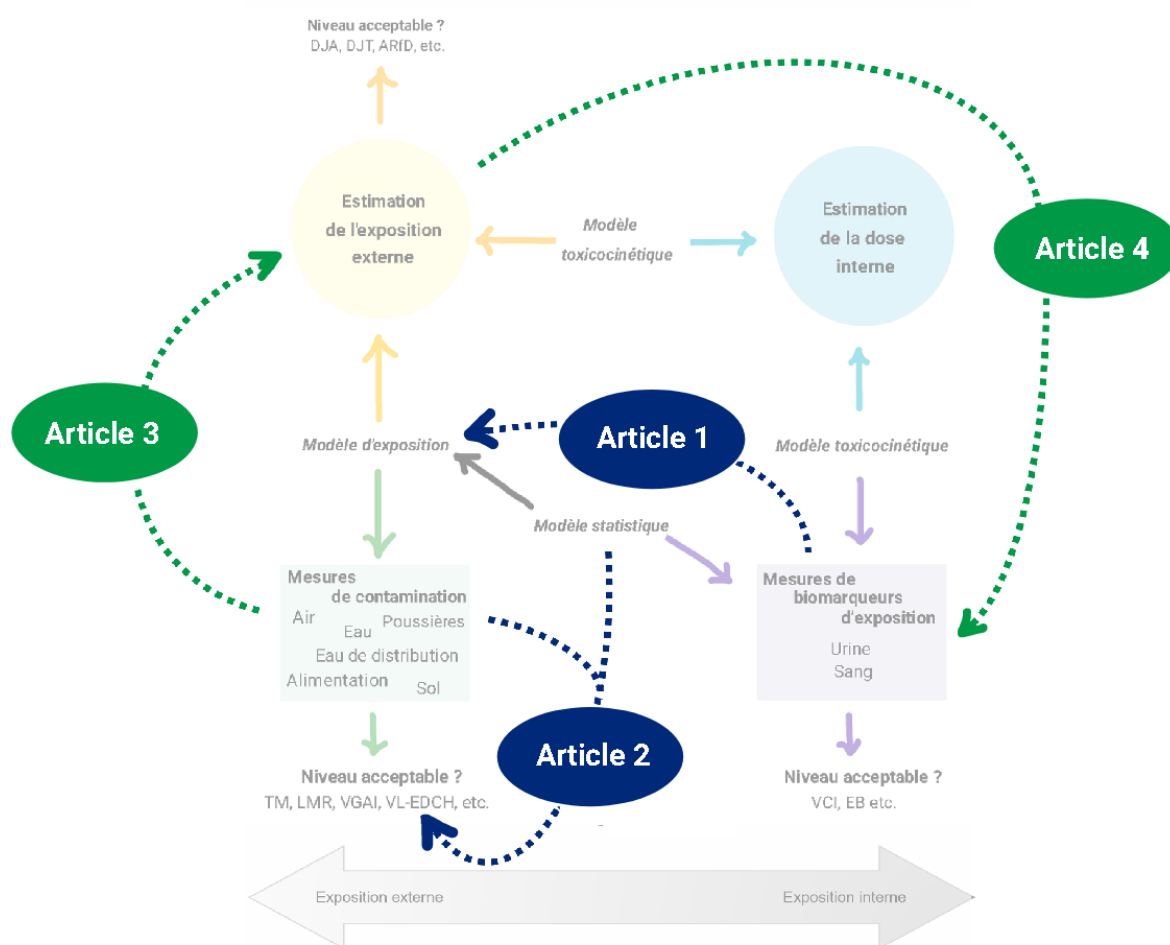 Niveau acceptable ?
DJA, DJT, ARfD, etc.
Estimation
de l'exposition
externe
Modèle
toxicocinétique
Estimation
de la dose
interne
Article 4
Article 3
Modèle d'exposition
Article 1
Modèle toxicocinétique
Modèle statistique
Mesures
de contamination
Air
Eau
Poussières
Eau de distribution
Alimentation
Sol
Mesures de
biomarqueurs
d'exposition
Urine
Sang
Article 2
Niveau acceptable ?
TM, LMR, VGAI, VL-EDCH, etc.
Niveau acceptable ?
VCI, EB etc.
Exposition externe
Exposition interne